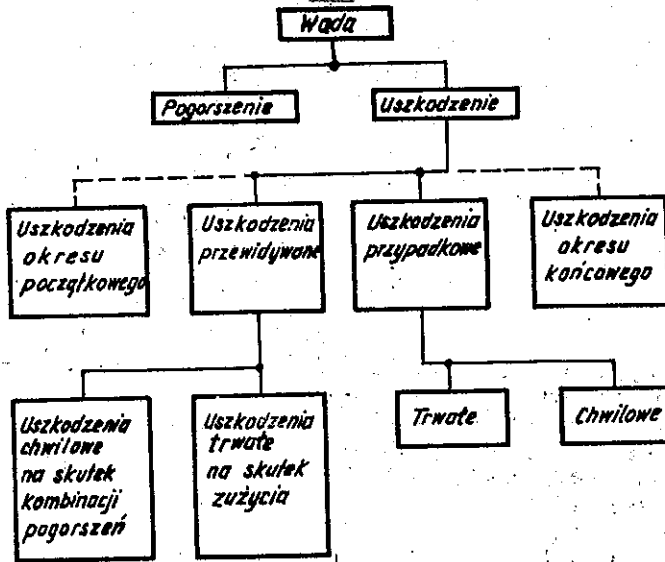 Wada
Pogorszenie
Uszkodzenie
Uszkodzenia
okresu
początkowego
Uszkodzenia
przewidywane
Uszkodzenia
przypadkowe
Uszkodzenia
okresu
końcowego
Uszkodzenia
chwilowe
na skutek
kombinacji
pogorszeń
Uszkodzenia
trwałe
na skutek
zużycia
Trwałe
Chwilowe